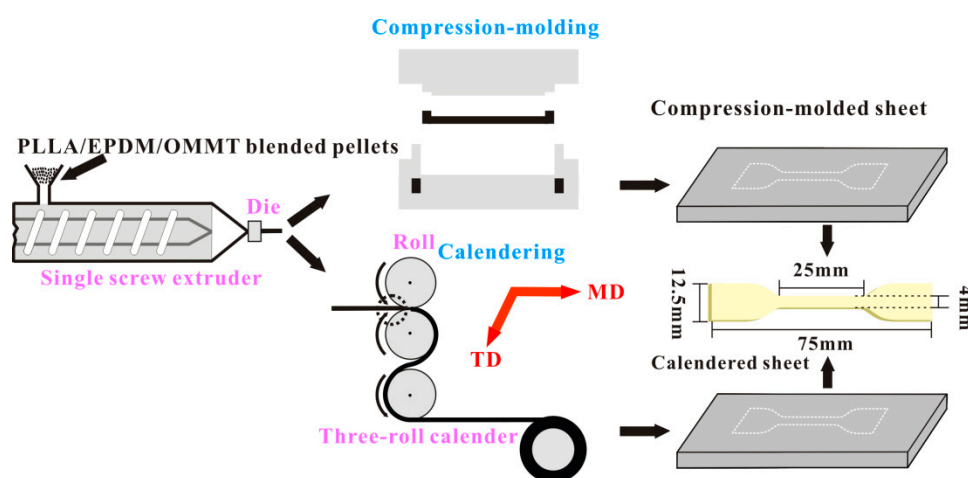 Compression-molding
Compression-molded sheet
PLLA/EPDM/OMMT blended pellets
Die
Single screw extruder
Roll
Calendering
MD
TD
Three-roll calender
25mm
12.5mm
4mm
75mm
Calendered sheet